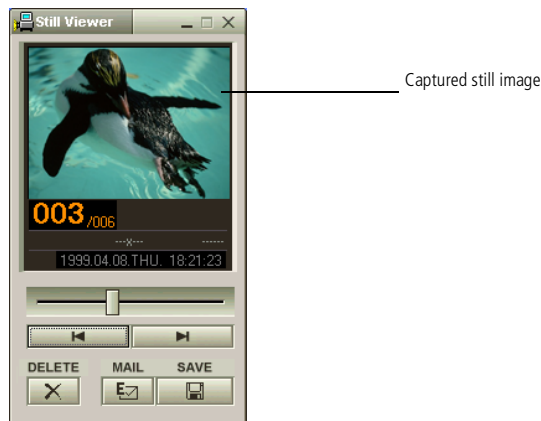 Still Viewer
Captured still image
003/006
---x--- ------
1999.04.08.THU. 18:21:23
DELETE MAIL SAVE
E